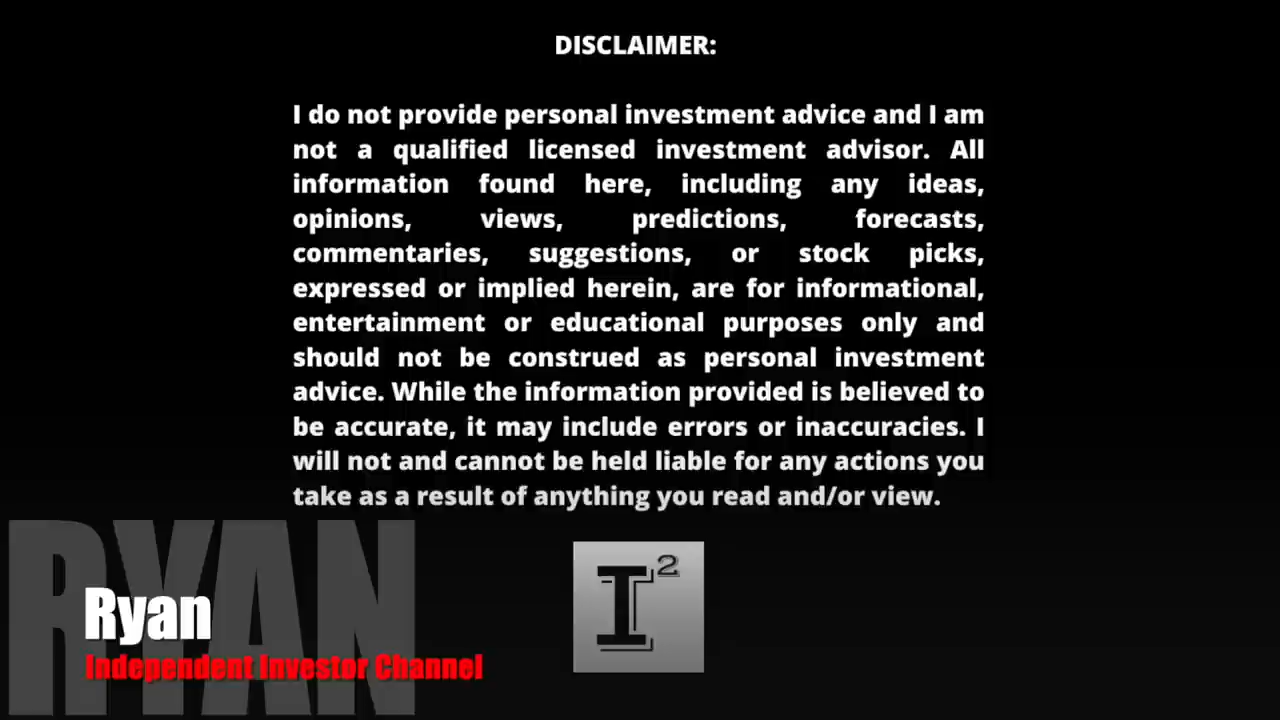 DISCLAIMER:
I do not provide personal investment advice and I am
not a qualified licensed investment advisor. All
information found here, including any ideas,
opinions, views, predictions, forecasts,
commentaries, suggestions, or stock picks,
expressed or implied herein, are for informational,
entertainment or educational purposes only and
should not be construed as personal investment
advice. While the information provided is believed to
be accurate, it may include errors or inaccuracies. I
will not and cannot be held liable for any actions you
take as a result of anything you read and/or view.
RYAN
Ryan
Independent Investor Channel
I²